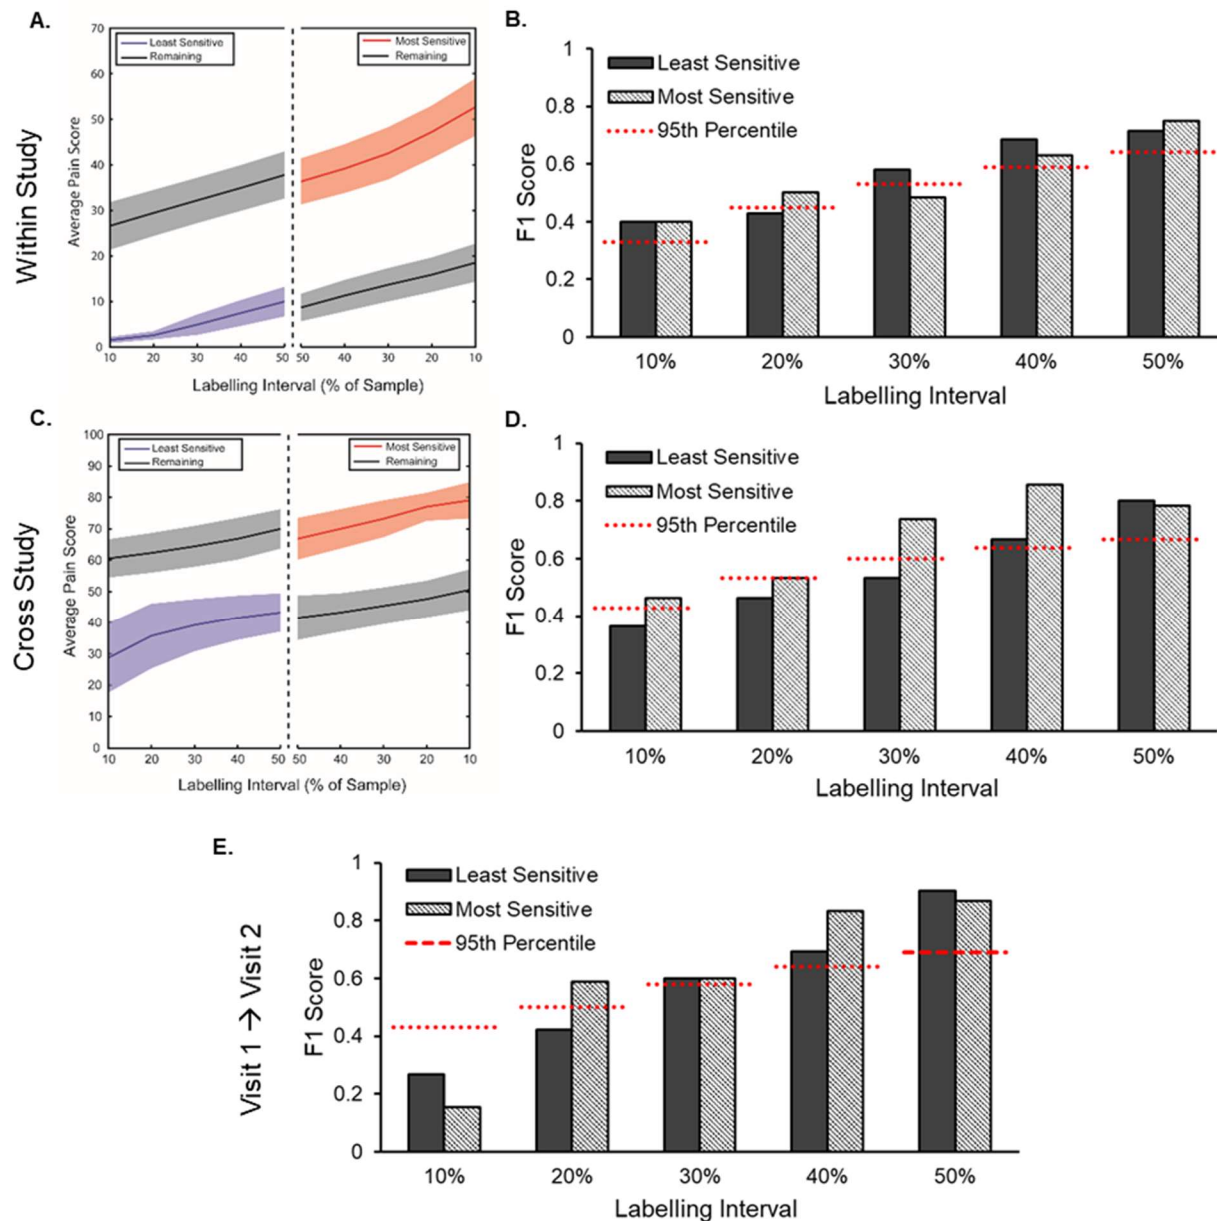 A.
Within Study
Average Pain Score
70
60
50
40
30
20
10
0
Least Sensitive
Remaining
Most Sensitive
Remaining
10 20 30 40 50 50 40 30 20 10
Labelling Interval (% of Sample)
B.
F1 Score
1
0.8
0.6
0.4
0.2
0
Least Sensitive
Most Sensitive
95th Percentile
10% 20% 30% 40% 50%
Labelling Interval
C.
Cross Study
Average Pain Score
100
90
80
70
60
50
40
30
20
10
0
Least Sensitive
Remaining
Most Sensitive
Remaining
10 20 30 40 50 50 40 30 20 10
Labelling Interval (% of Sample)
D.
F1 Score
1
0.8
0.6
0.4
0.2
0
Least Sensitive
Most Sensitive
95th Percentile
10% 20% 30% 40% 50%
Labelling Interval
E.
Visit 1 → Visit 2
F1 Score
1
0.8
0.6
0.4
0.2
0
Least Sensitive
Most Sensitive
95th Percentile
10% 20% 30% 40% 50%
Labelling Interval